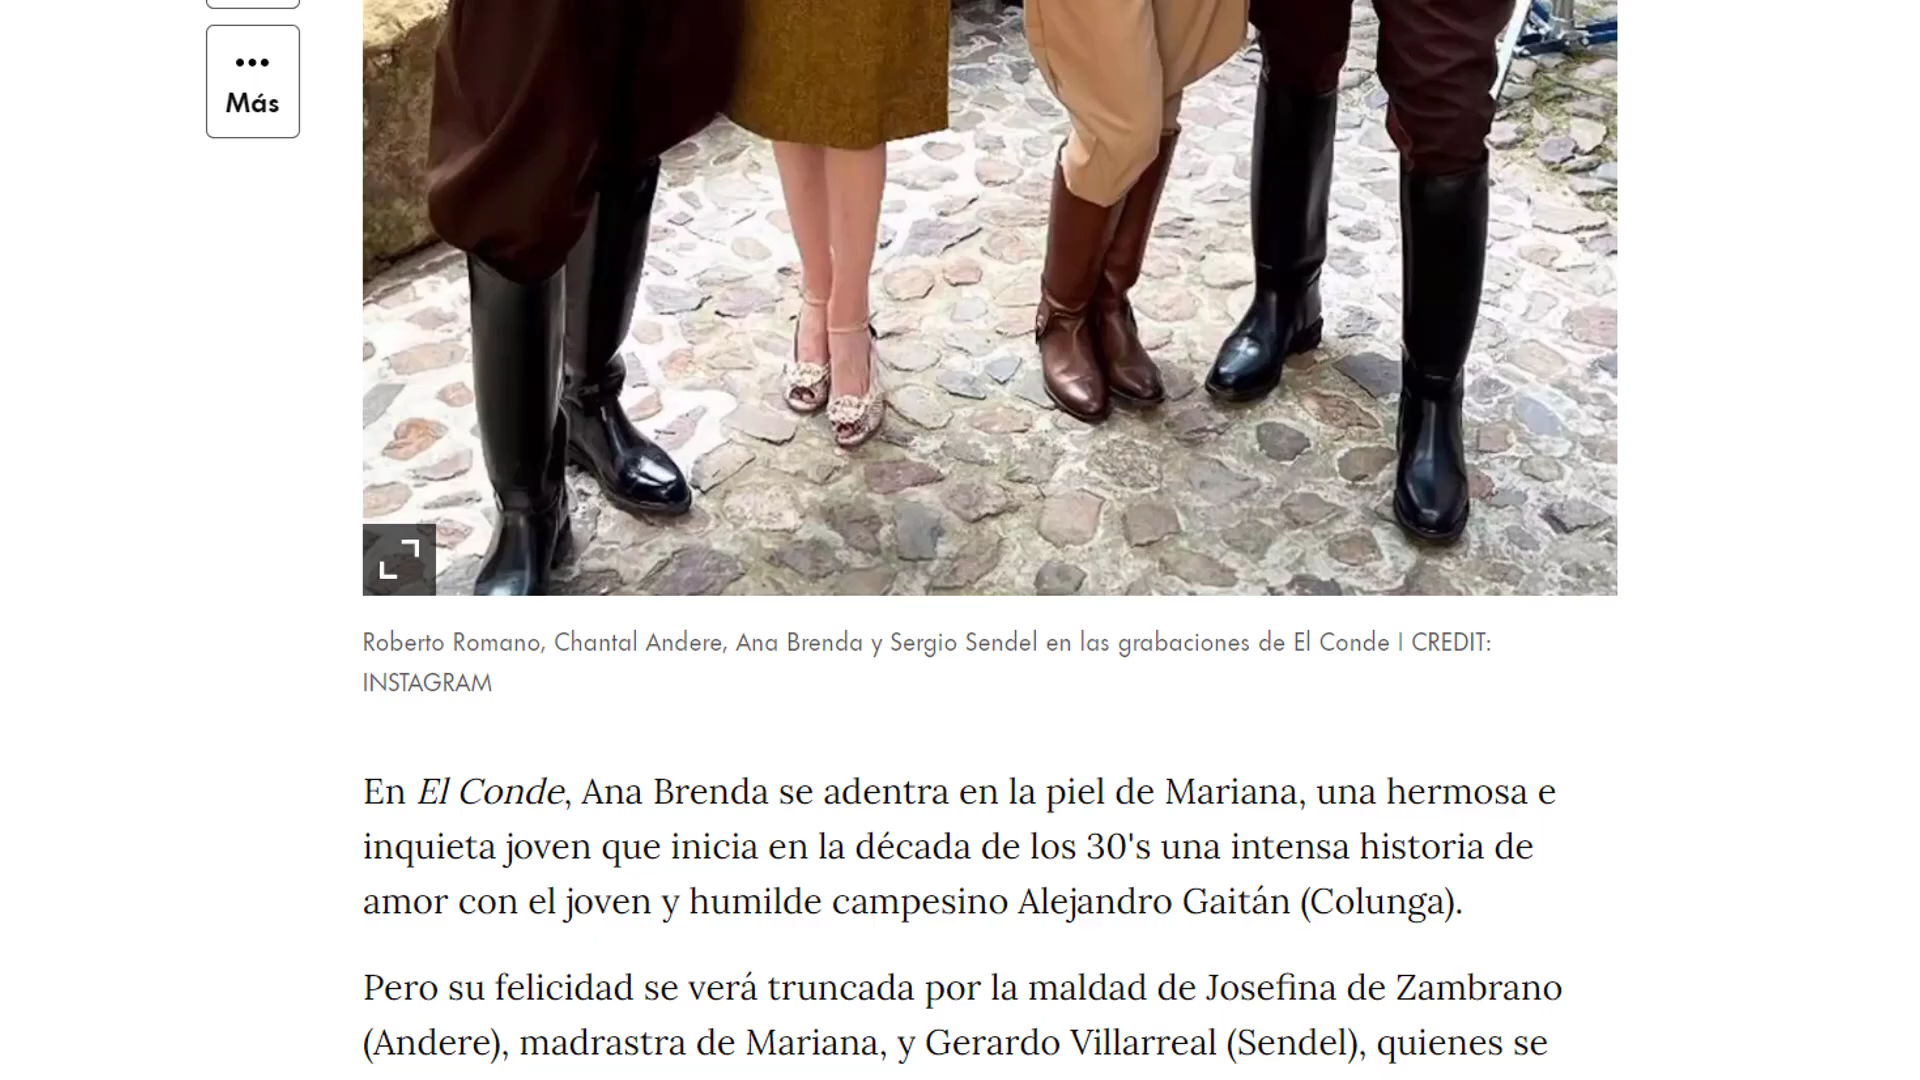 Más
Roberto Romano, Chantal Andere, Ana Brenda y Sergio Sendel en las grabaciones de El Conde | CREDIT:
INSTAGRAM
En El Conde, Ana Brenda se adentra en la piel de Mariana, una hermosa e
inquieta joven que inicia en la década de los 30's una intensa historia de
amor con el joven y humilde campesino Alejandro Gaitán (Colunga).
Pero su felicidad se verá truncada por la maldad de Josefina de Zambrano
(Andere), madrastra de Mariana, y Gerardo Villarreal (Sendel), quienes se